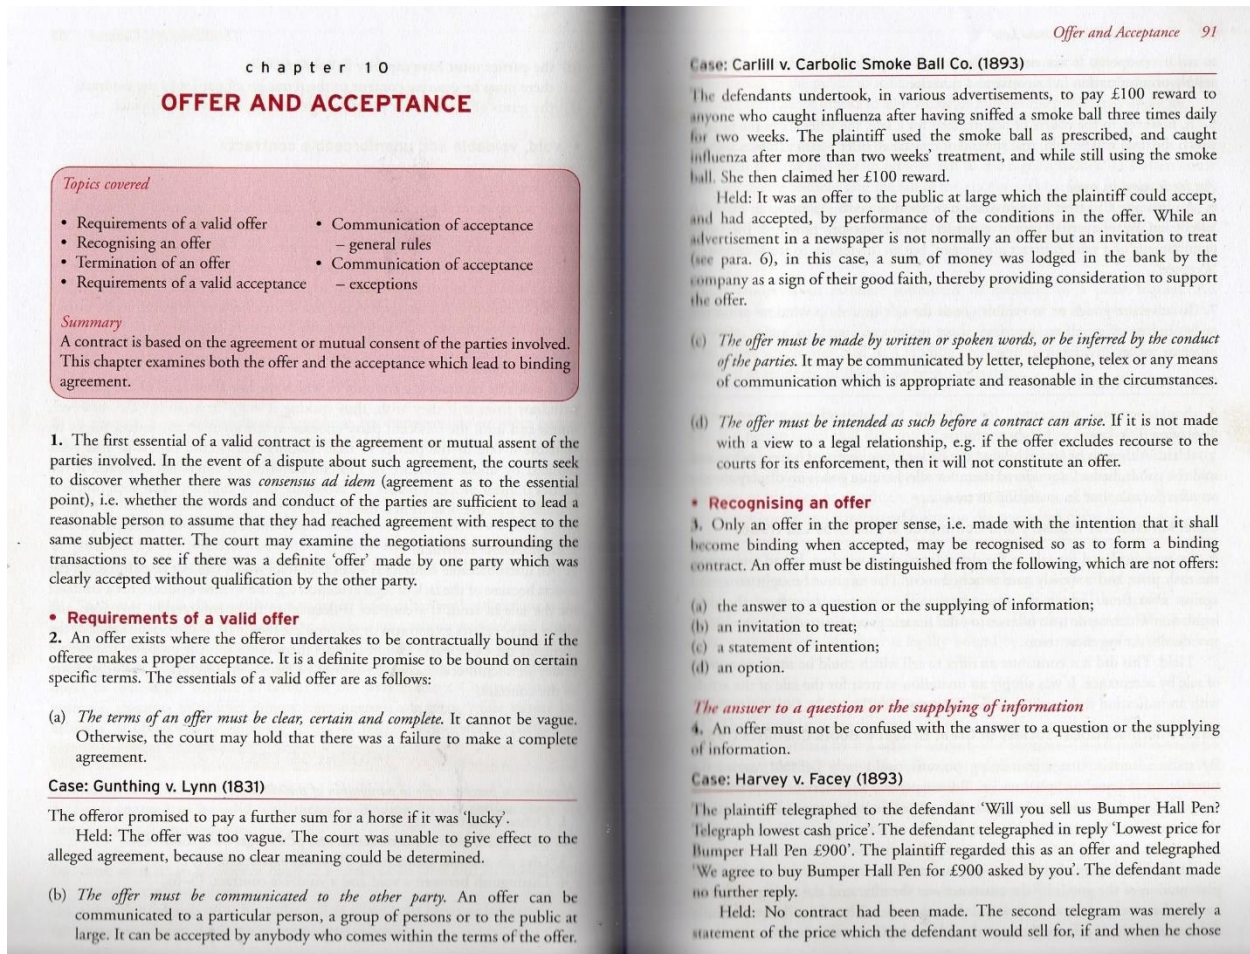 chapter 10
OFFER AND ACCEPTANCE
Topics covered
• Requirements of a valid offer
• Recognising an offer
• Termination of an offer
• Requirements of a valid acceptance
• Communication of acceptance
– general rules
• Communication of acceptance
– exceptions
Summary
A contract is based on the agreement or mutual consent of the parties involved.
This chapter examines both the offer and the acceptance which lead to binding
agreement.
1. The first essential of a valid contract is the agreement or mutual assent of the
parties involved. In the event of a dispute about such agreement, the courts seek
to discover whether there was consensus ad idem (agreement as to the essential
point), i.e. whether the words and conduct of the parties are sufficient to lead a
reasonable person to assume that they had reached agreement with respect to the
same subject matter. The court may examine the negotiations surrounding the
transactions to see if there was a definite ‘offer’ made by one party which was
clearly accepted without qualification by the other party.
• Requirements of a valid offer
2. An offer exists where the offeror undertakes to be contractually bound if the
offeree makes a proper acceptance. It is a definite promise to be bound on certain
specific terms. The essentials of a valid offer are as follows:
(a) The terms of an offer must be clear, certain and complete. It cannot be vague.
Otherwise, the court may hold that there was a failure to make a complete
agreement.
Case: Gunthing v. Lynn (1831)
The offeror promised to pay a further sum for a horse if it was ‘lucky’.
Held: The offer was too vague. The court was unable to give effect to the
alleged agreement, because no clear meaning could be determined.
(b) The offer must be communicated to the other party. An offer can be
communicated to a particular person, a group of persons or to the public at
large. It can be accepted by anybody who comes within the terms of the offer.
Offer and Acceptance 91
Case: Carlill v. Carbolic Smoke Ball Co. (1893)
The defendants undertook, in various advertisements, to pay £100 reward to
anyone who caught influenza after having sniffed a smoke ball three times daily
for two weeks. The plaintiff used the smoke ball as prescribed, and caught
influenza after more than two weeks’ treatment, and while still using the smoke
ball. She then claimed her £100 reward.
Held: It was an offer to the public at large which the plaintiff could accept,
and had accepted, by performance of the conditions in the offer. While an
advertisement in a newspaper is not normally an offer but an invitation to treat
(see para. 6), in this case, a sum of money was lodged in the bank by the
company as a sign of their good faith, thereby providing consideration to support
the offer.
(c) The offer must be made by written or spoken words, or be inferred by the conduct
of the parties. It may be communicated by letter, telephone, telex or any means
of communication which is appropriate and reasonable in the circumstances.
(d) The offer must be intended as such before a contract can arise. If it is not made
with a view to a legal relationship, e.g. if the offer excludes recourse to the
courts for its enforcement, then it will not constitute an offer.
• Recognising an offer
3. Only an offer in the proper sense, i.e. made with the intention that it shall
become binding when accepted, may be recognised so as to form a binding
contract. An offer must be distinguished from the following, which are not offers:
(a) the answer to a question or the supplying of information;
(b) an invitation to treat;
(c) a statement of intention;
(d) an option.
The answer to a question or the supplying of information
4. An offer must not be confused with the answer to a question or the supplying
of information.
Case: Harvey v. Facey (1893)
The plaintiff telegraphed to the defendant ‘Will you sell us Bumper Hall Pen?
Telegraph lowest cash price’. The defendant telegraphed in reply ‘Lowest price for
Bumper Hall Pen £900’. The plaintiff regarded this as an offer and telegraphed
‘We agree to buy Bumper Hall Pen for £900 asked by you’. The defendant made
no further reply.
Held: No contract had been made. The second telegram was merely a
statement of the price which the defendant would sell for, if and when he chose